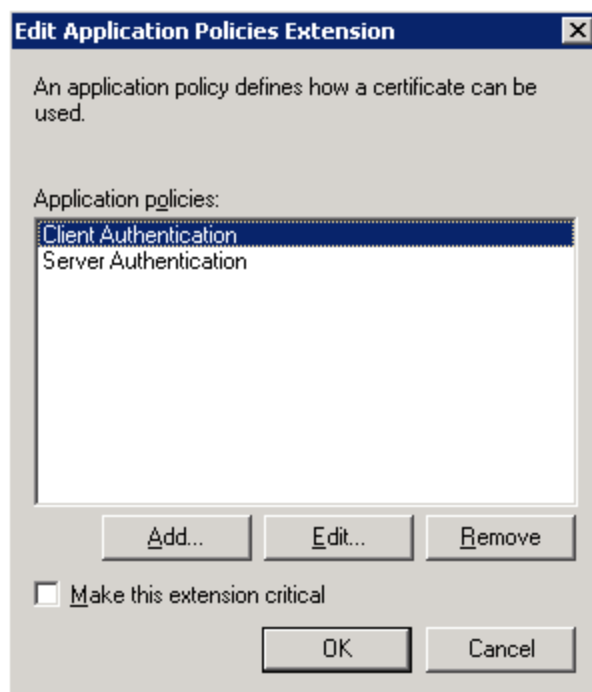 Edit Application Policies Extension
An application policy defines how a certificate can be
used.
Application policies:
Client Authentication
Server Authentication
Add...
Edit...
Remove
Make this extension critical
OK
Cancel